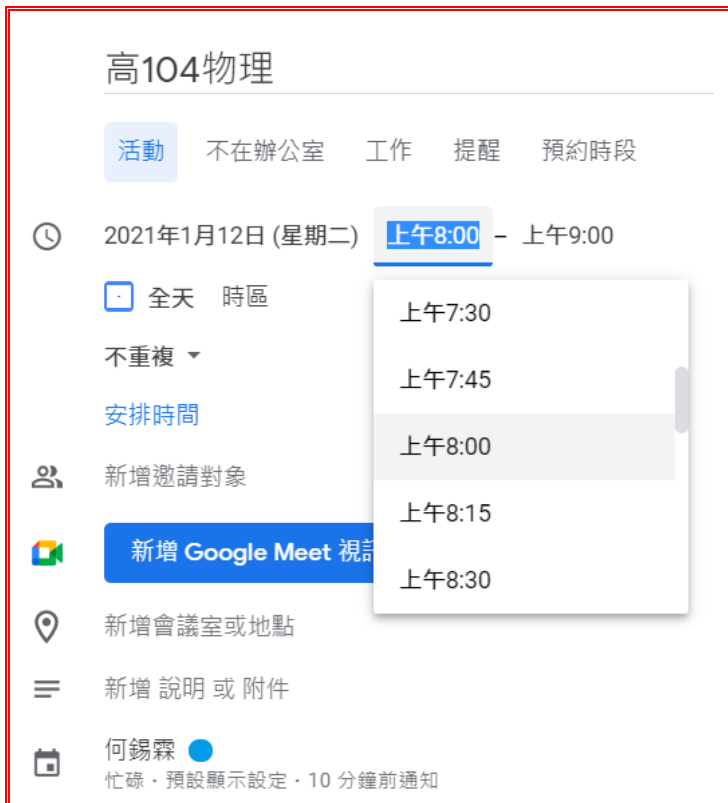 高104物理
活動 不在辦公室 工作 提醒 預約時段
2021年1月12日 (星期二) 上午8:00 – 上午9:00
全天 時區
上午7:30
不重複
上午7:45
安排時間
上午8:00
新增邀請對象
上午8:15
新增 Google Meet 視訊
上午8:30
新增會議室或地點
新增 說明 或 附件
何錫霖
忙碌・預設顯示設定・10 分鐘前通知